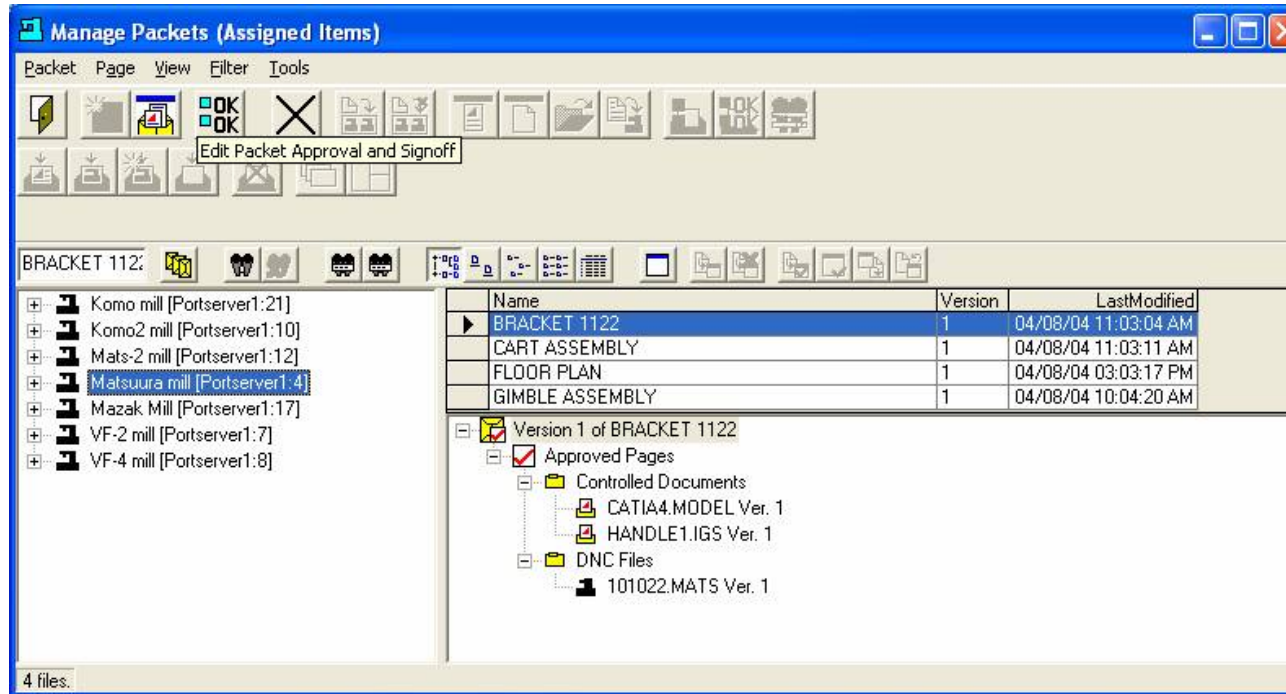 Manage Packets (Assigned Items)
Packet Page View Filter Tools
OK
OK
OK
OK
Edit Packet Approval and Signoff
BRACKET 112
Komo mill [Portserver1:21]
Komo2 mill [Portserver1:10]
Mats-2 mill [Portserver1:12]
Matsuura mill [Portserver1:4]
Mazak Mill [Portserver1:17]
VF-2 mill [Portserver1:7]
VF-4 mill [Portserver1:8]
Name Version LastModified
BRACKET 1122 1 04/08/04 11:03:04 AM
CART ASSEMBLY 1 04/08/04 11:03:11 AM
FLOOR PLAN 1 04/08/04 03:03:17 PM
GIMBLE ASSEMBLY 1 04/08/04 10:04:20 AM
Version 1 of BRACKET 1122
Approved Pages
Controlled Documents
CATIA4.MODEL Ver. 1
HANDLE1.IGS Ver. 1
DNC Files
101022.MATS Ver. 1
4 files.